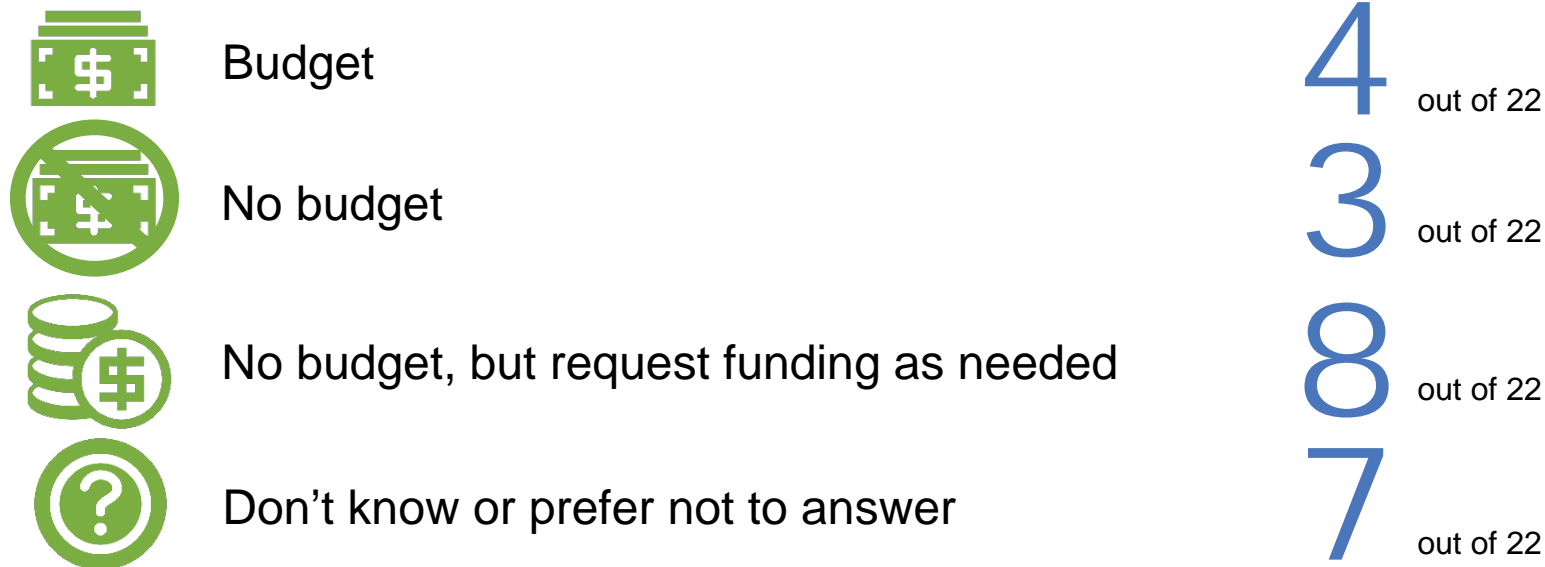 Budget
4 out of 22
No budget
3 out of 22
No budget, but request funding as needed
8 out of 22
Don’t know or prefer not to answer
7 out of 22